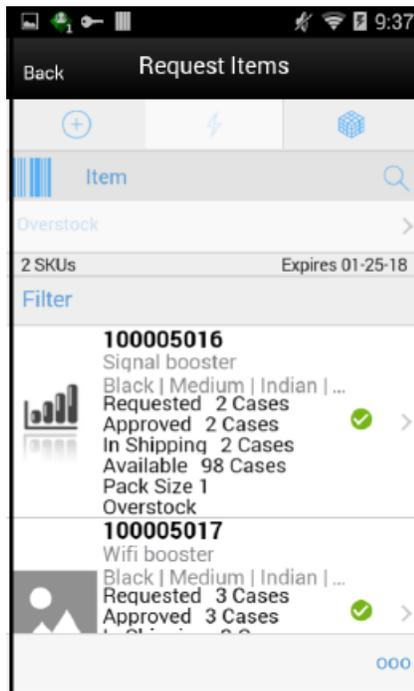 1
9:37
Back
Request Items
Item
Overstock
2 SKUs Expires 01-25-18
Filter
100005016
Signal booster
Black | Medium | Indian | ...
Requested 2 Cases
Approved 2 Cases
In Shipping 2 Cases
Available 98 Cases
Pack Size 1
Overstock
100005017
Wifi booster
Black | Medium | Indian | ...
Requested 3 Cases
Approved 3 Cases